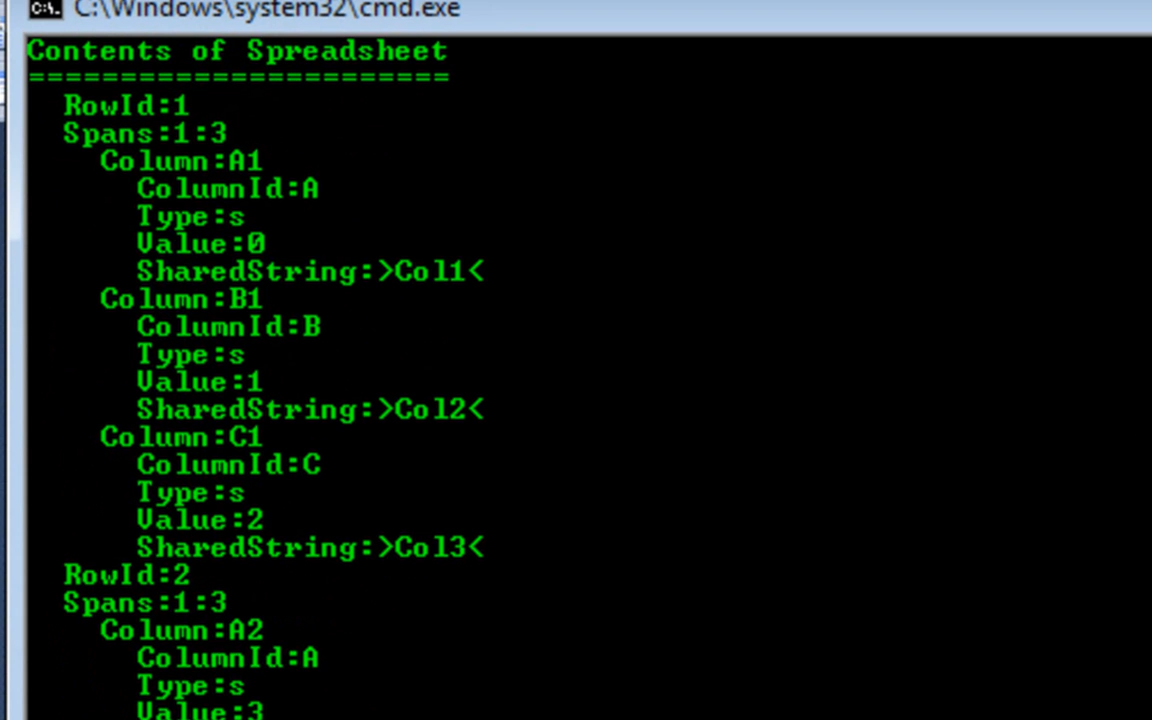 C:\Windows\system32\cmd.exe
Contents of Spreadsheet
=======================
RowId:1
Spans:1:3
Column:A1
ColumnId:A
Type:s
Value:0
SharedString:>Col1<
Column:B1
ColumnId:B
Type:s
Value:1
SharedString:>Col2<
Column:C1
ColumnId:C
Type:s
Value:2
SharedString:>Col3<
RowId:2
Spans:1:3
Column:A2
ColumnId:A
Type:s
Value:3